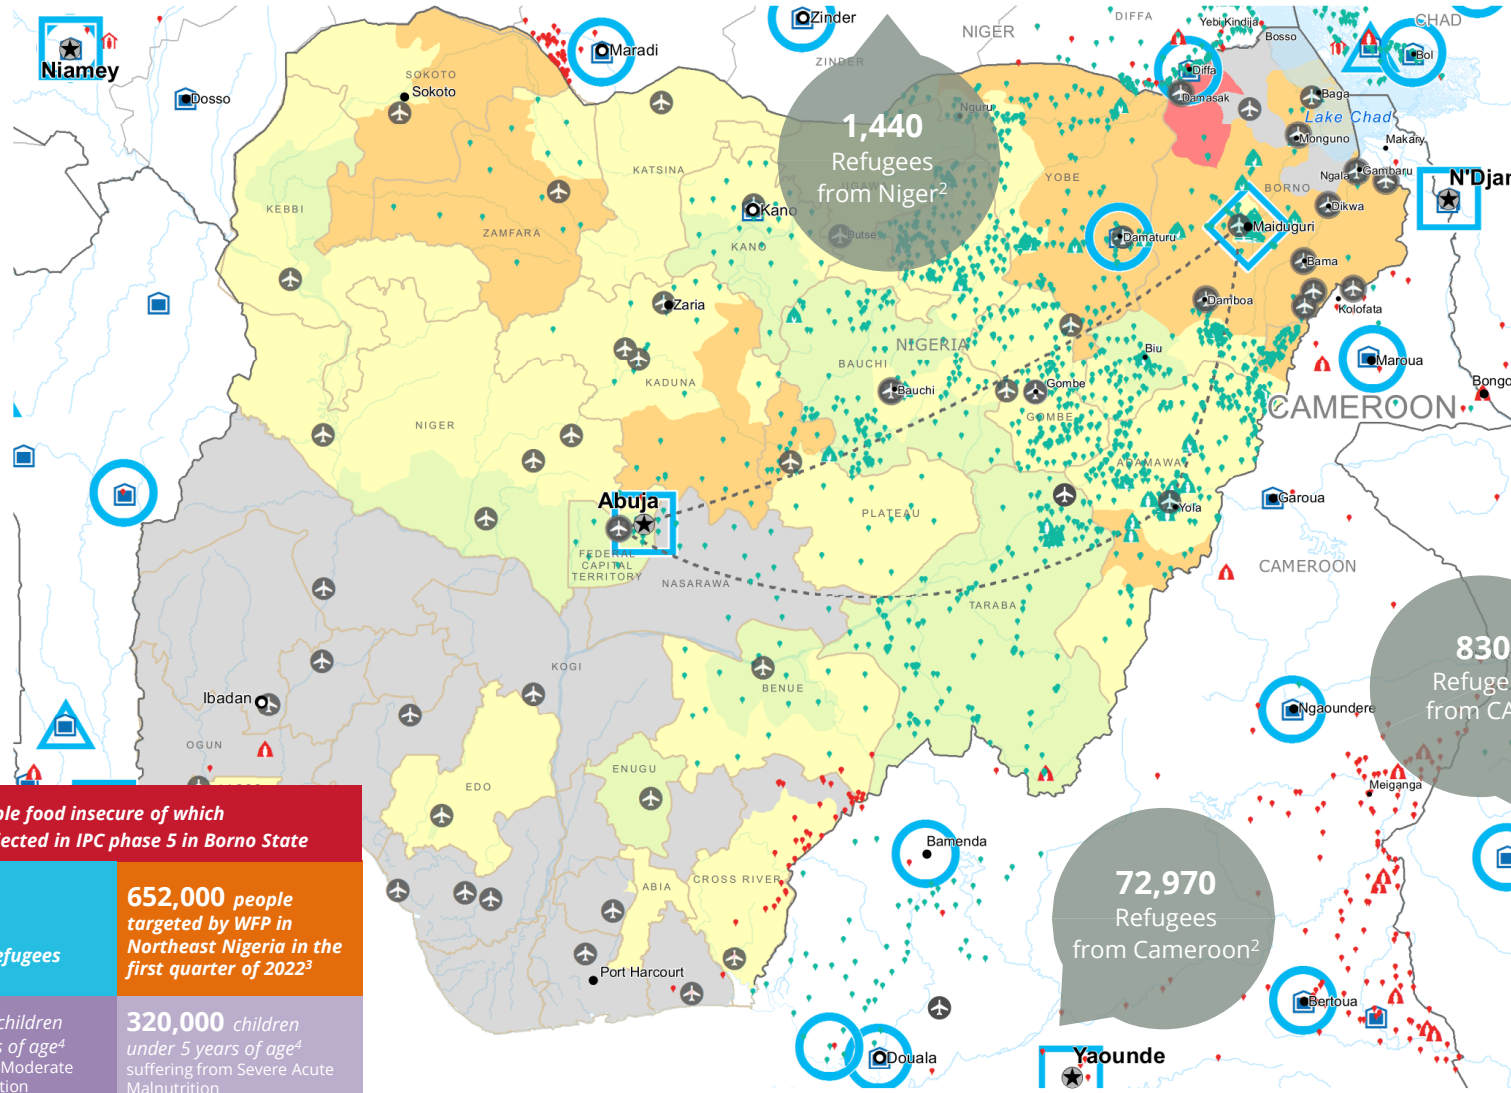 Zinder
DIFFA
Yebi Kindija
CHAD
NIGER
Bosso
Maradi
Bol
Niamey
ZINDER
Diffa
SOKOTO
Dosso
Sokoto
Damasak
Baga
Nguru
Lake Chad
1,440
Refugees
from Niger2
Monguno
Makary
KATSINA
YOBE
Ngala
Gambaru
N'Djar
BORNO
KEBBI
Kano
Dikwa
ZAMFARA
Dutse
Maiduguri
KANO
Damaturu
Bama
Zaria
Damboa
Kolofata
NIGERIA
Biu
BAUCHI
Maroua
KADUNA
Bauchi
Gombe
Bongo
CAMEROON
NIGER
GOMBE
ADAMAWA
Abuja
Garoua
PLATEAU
Yola
FEDERAL
CAPITAL
TERRITORY
NASARAWA
CAMEROON
TARABA
830
Refuge
from CA
KOGI
BENUE
Ibadan
Ngaoundere
OGUN
ENUGU
EDO
Meiganga
ple food insecure of which
ected in IPC phase 5 in Borno State
Bamenda
ABIA
CROSS RIVER
72,970
Refugees
from Cameroon2
652,000 people
targeted by WFP in
Northeast Nigeria in the
first quarter of 2022³
efugees
Port Harcourt
Bertoua
children
s of age⁴
Moderate
tion
320,000 children
under 5 years of age⁴
suffering from Severe Acute
Malnutrition
Douala
Yaounde